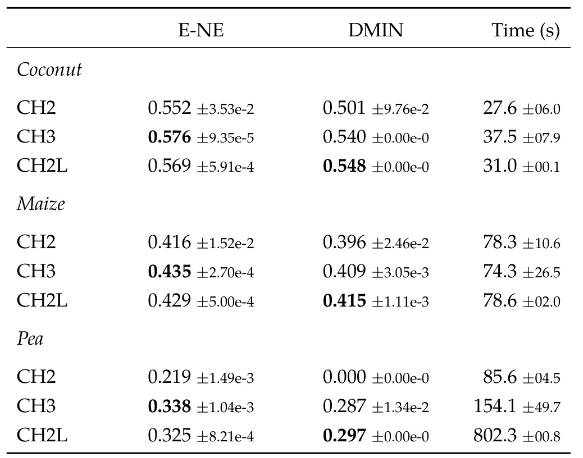 E-NE DMIN Time (s)
Coconut
CH2 0.552 ±3.53e-2 0.501 ±9.76e-2 27.6 ±06.0
CH3 0.576 ±9.35e-5 0.540 ±0.00e-0 37.5 ±07.9
CH2L 0.569 ±5.91e-4 0.548 ±0.00e-0 31.0 ±00.1
Maize
CH2 0.416 ±1.52e-2 0.396 ±2.46e-2 78.3 ±10.6
CH3 0.435 ±2.70e-4 0.409 ±3.05e-3 74.3 ±26.5
CH2L 0.429 ±5.00e-4 0.415 ±1.11e-3 78.6 ±02.0
Pea
CH2 0.219 ±1.49e-3 0.000 ±0.00e-0 85.6 ±04.5
CH3 0.338 ±1.04e-3 0.287 ±1.34e-2 154.1 ±49.7
CH2L 0.325 ±8.21e-4 0.297 ±0.00e-0 802.3 ±00.8